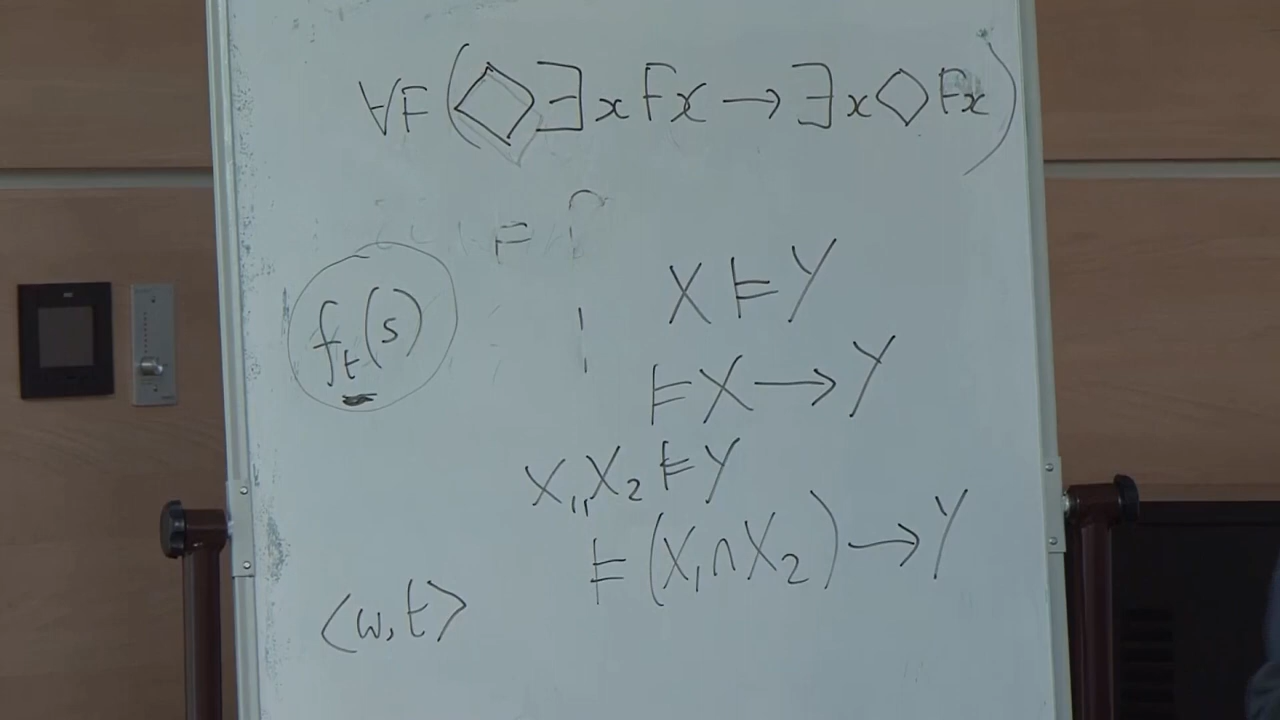 ∀F(◇∃xFx→∃x◇Fx)
f_t(s)
X⊨Y
⊨X→Y
X₁,X₂⊨Y
⊨(X₁∩X₂)→Y
⟨w,t⟩